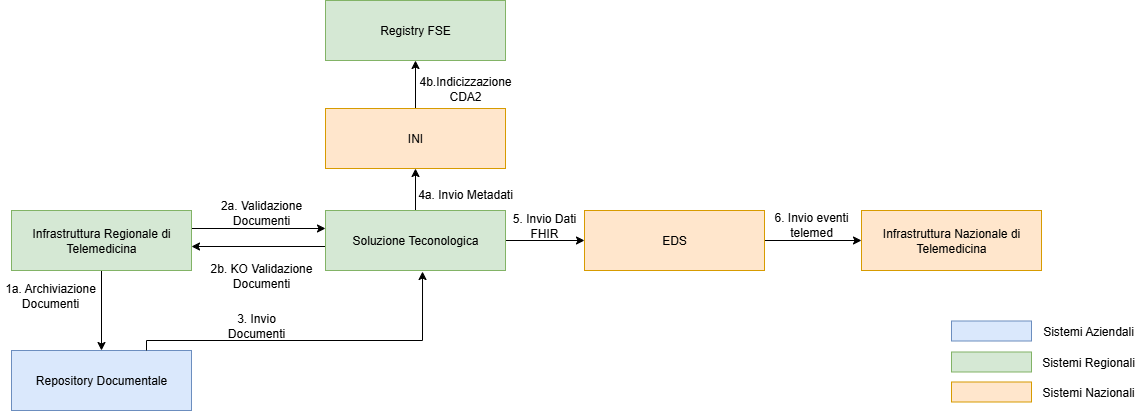 Registry FSE
4b.Indicizzazione
CDA2
INI
4a. Invio Metadati
2a. Validazione
Documenti
Infrastruttura Regionale di
Telemedicina
Soluzione Teconologica
5. Invio Dati
FHIR
EDS
6. Invio eventi
telemed
Infrastruttura Nazionale di
Telemedicina
2b. KO Validazione
Documenti
1a. Archiviazione
Documenti
3. Invio
Documenti
Repository Documentale
Sistemi Aziendali
Sistemi Regionali
Sistemi Nazionali